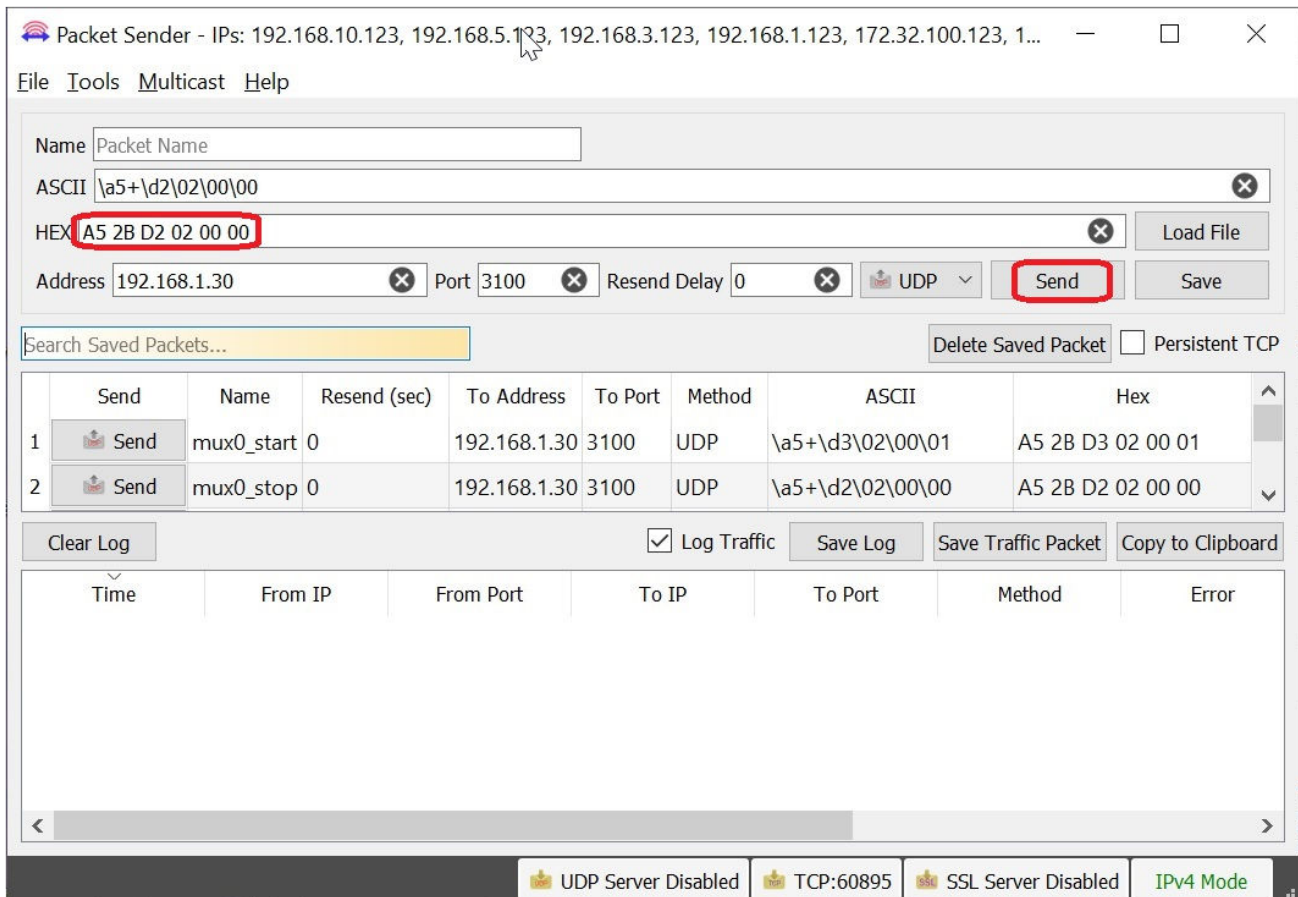 Packet Sender - IPs: 192.168.10.123, 192.168.5.123, 192.168.3.123, 192.168.1.123, 172.32.100.123, 1...
File Tools Multicast Help
Name Packet Name
ASCII \a5+\d2\02\00\00
HEX A5 2B D2 02 00 00 Load File
Address 192.168.1.30 Port 3100 Resend Delay 0 UDP Send Save
Search Saved Packets... Delete Saved Packet Persistent TCP
Send Name Resend (sec) To Address To Port Method ASCII Hex
1 Send mux0_start 0 192.168.1.30 3100 UDP \a5+\d3\02\00\01 A5 2B D3 02 00 01
2 Send mux0_stop 0 192.168.1.30 3100 UDP \a5+\d2\02\00\00 A5 2B D2 02 00 00
Clear Log Log Traffic Save Log Save Traffic Packet Copy to Clipboard
Time From IP From Port To IP To Port Method Error
UDP Server Disabled TCP:60895 SSL Server Disabled IPv4 Mode